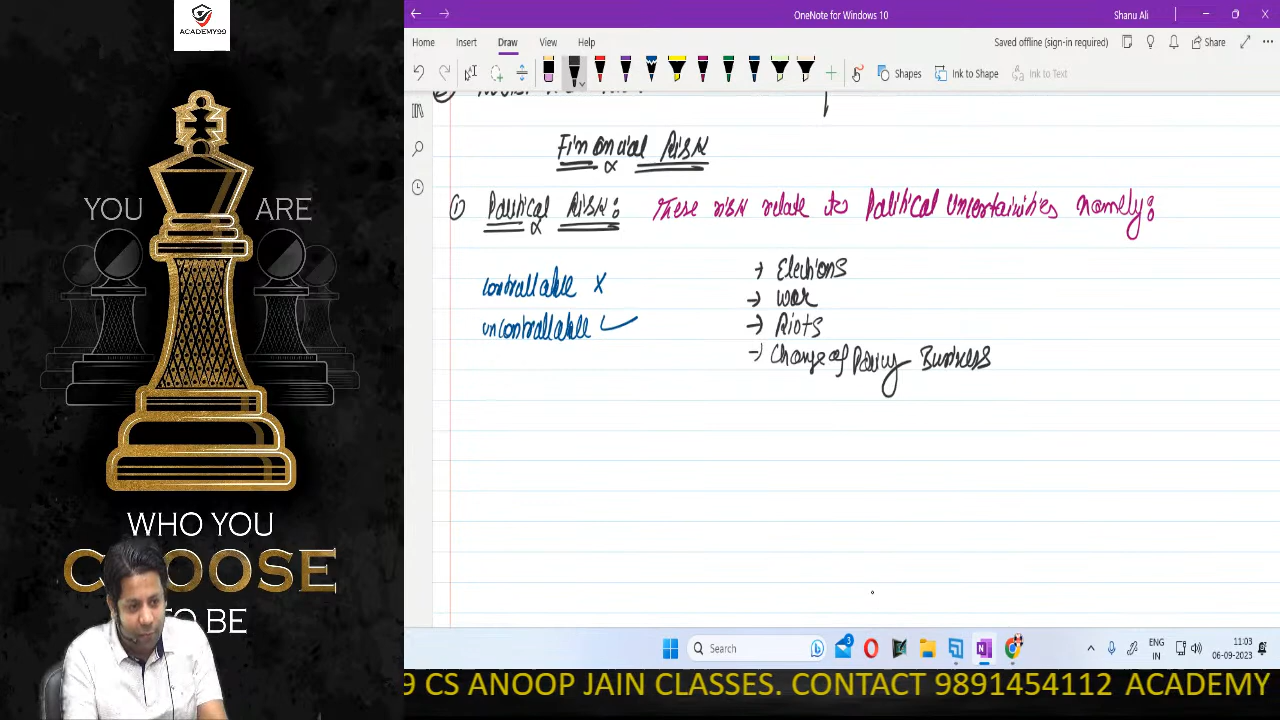 ACADEMY99
YOU ARE
WHO YOU
CHOOSE
TO BE
OneNote for Windows 10
Shanu Ali
Home Insert Draw View Help
Saved offline (sign-in required)
Share
Shapes
Ink to Shape
Ink to Text
Financial Risk
① Political Risk: These risk relate to Political Uncertainities namely:
controllable X
uncontrollable ✓
→ Elections
→ war
→ Riots
→ Change of Policy Business
Search
3
ENG
IN
11:03
06-09-2023
9 CS ANOOP JAIN CLASSES. CONTACT 9891454112 ACADEMY